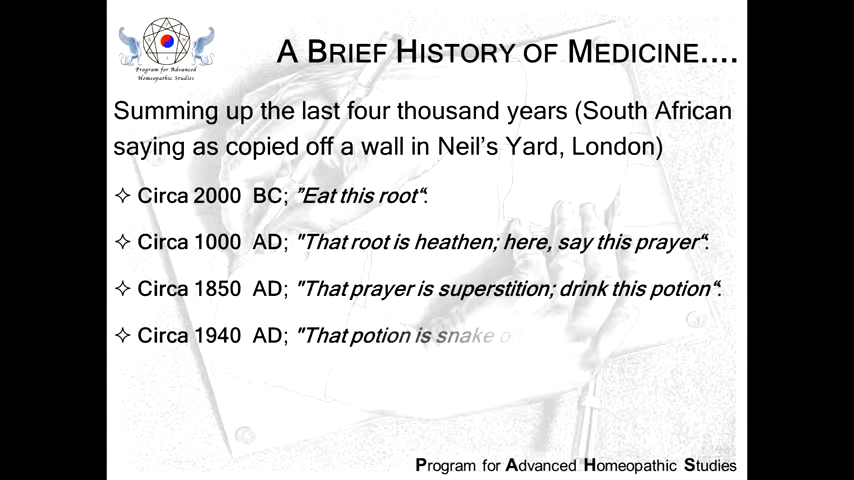 Program for Advanced
Homeopathic Studies
A BRIEF HISTORY OF MEDICINE....
Summing up the last four thousand years (South African
saying as copied off a wall in Neil's Yard, London)
✧ Circa 2000 BC; ”Eat this root“.
✧ Circa 1000 AD; "That root is heathen; here, say this prayer“.
✧ Circa 1850 AD; "That prayer is superstition; drink this potion“.
✧ Circa 1940 AD; "That potion is snake
Program for Advanced Homeopathic Studies